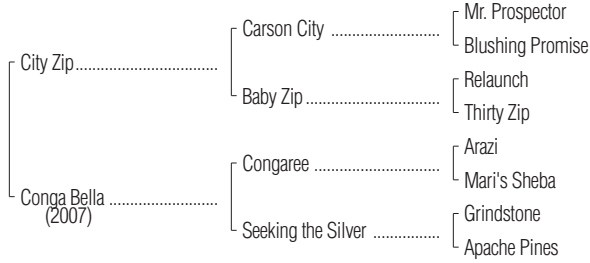 Mr. Prospector
Carson City
Blushing Promise
City Zip
Relaunch
Baby Zip
Thirty Zip
Arazi
Congaree
Mari's Sheba
Conga Bella
(2007)
Grindstone
Seeking the Silver
Apache Pines